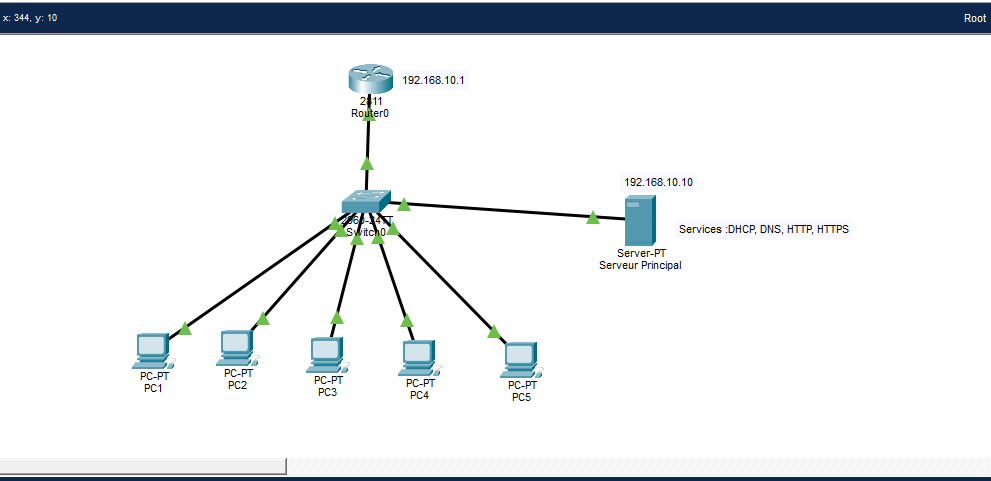 x: 344, y: 10
Root
192.168.10.1
2811
Router0
192.168.10.10
Services :DHCP, DNS, HTTP, HTTPS
Switch0
Server-PT
Serveur Principal
PC-PT
PC1
PC-PT
PC2
PC-PT
PC3
PC-PT
PC4
PC-PT
PC5